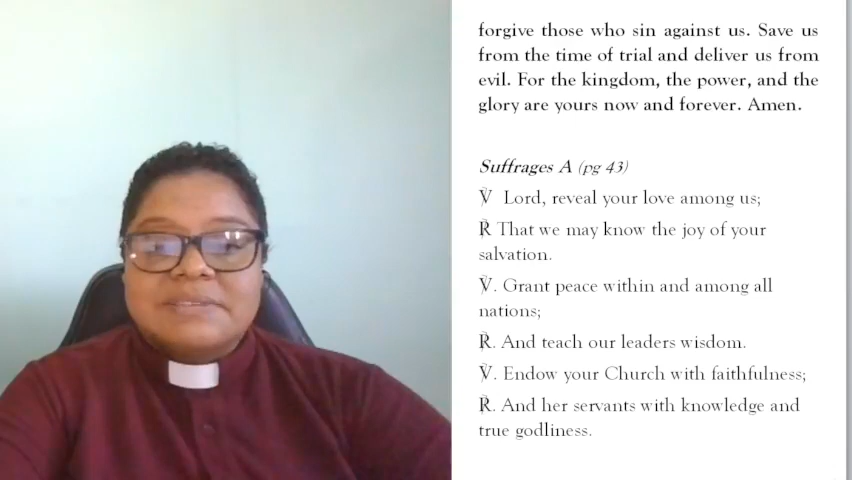 forgive those who sin against us. Save us
from the time of trial and deliver us from
evil. For the kingdom, the power, and the
glory are yours now and forever. Amen.
Suffrages A (pg 43)
℣ Lord, reveal your love among us;
℟ That we may know the joy of your
salvation.
℣. Grant peace within and among all
nations;
℟. And teach our leaders wisdom.
℣. Endow your Church with faithfulness;
℟. And her servants with knowledge and
true godliness.